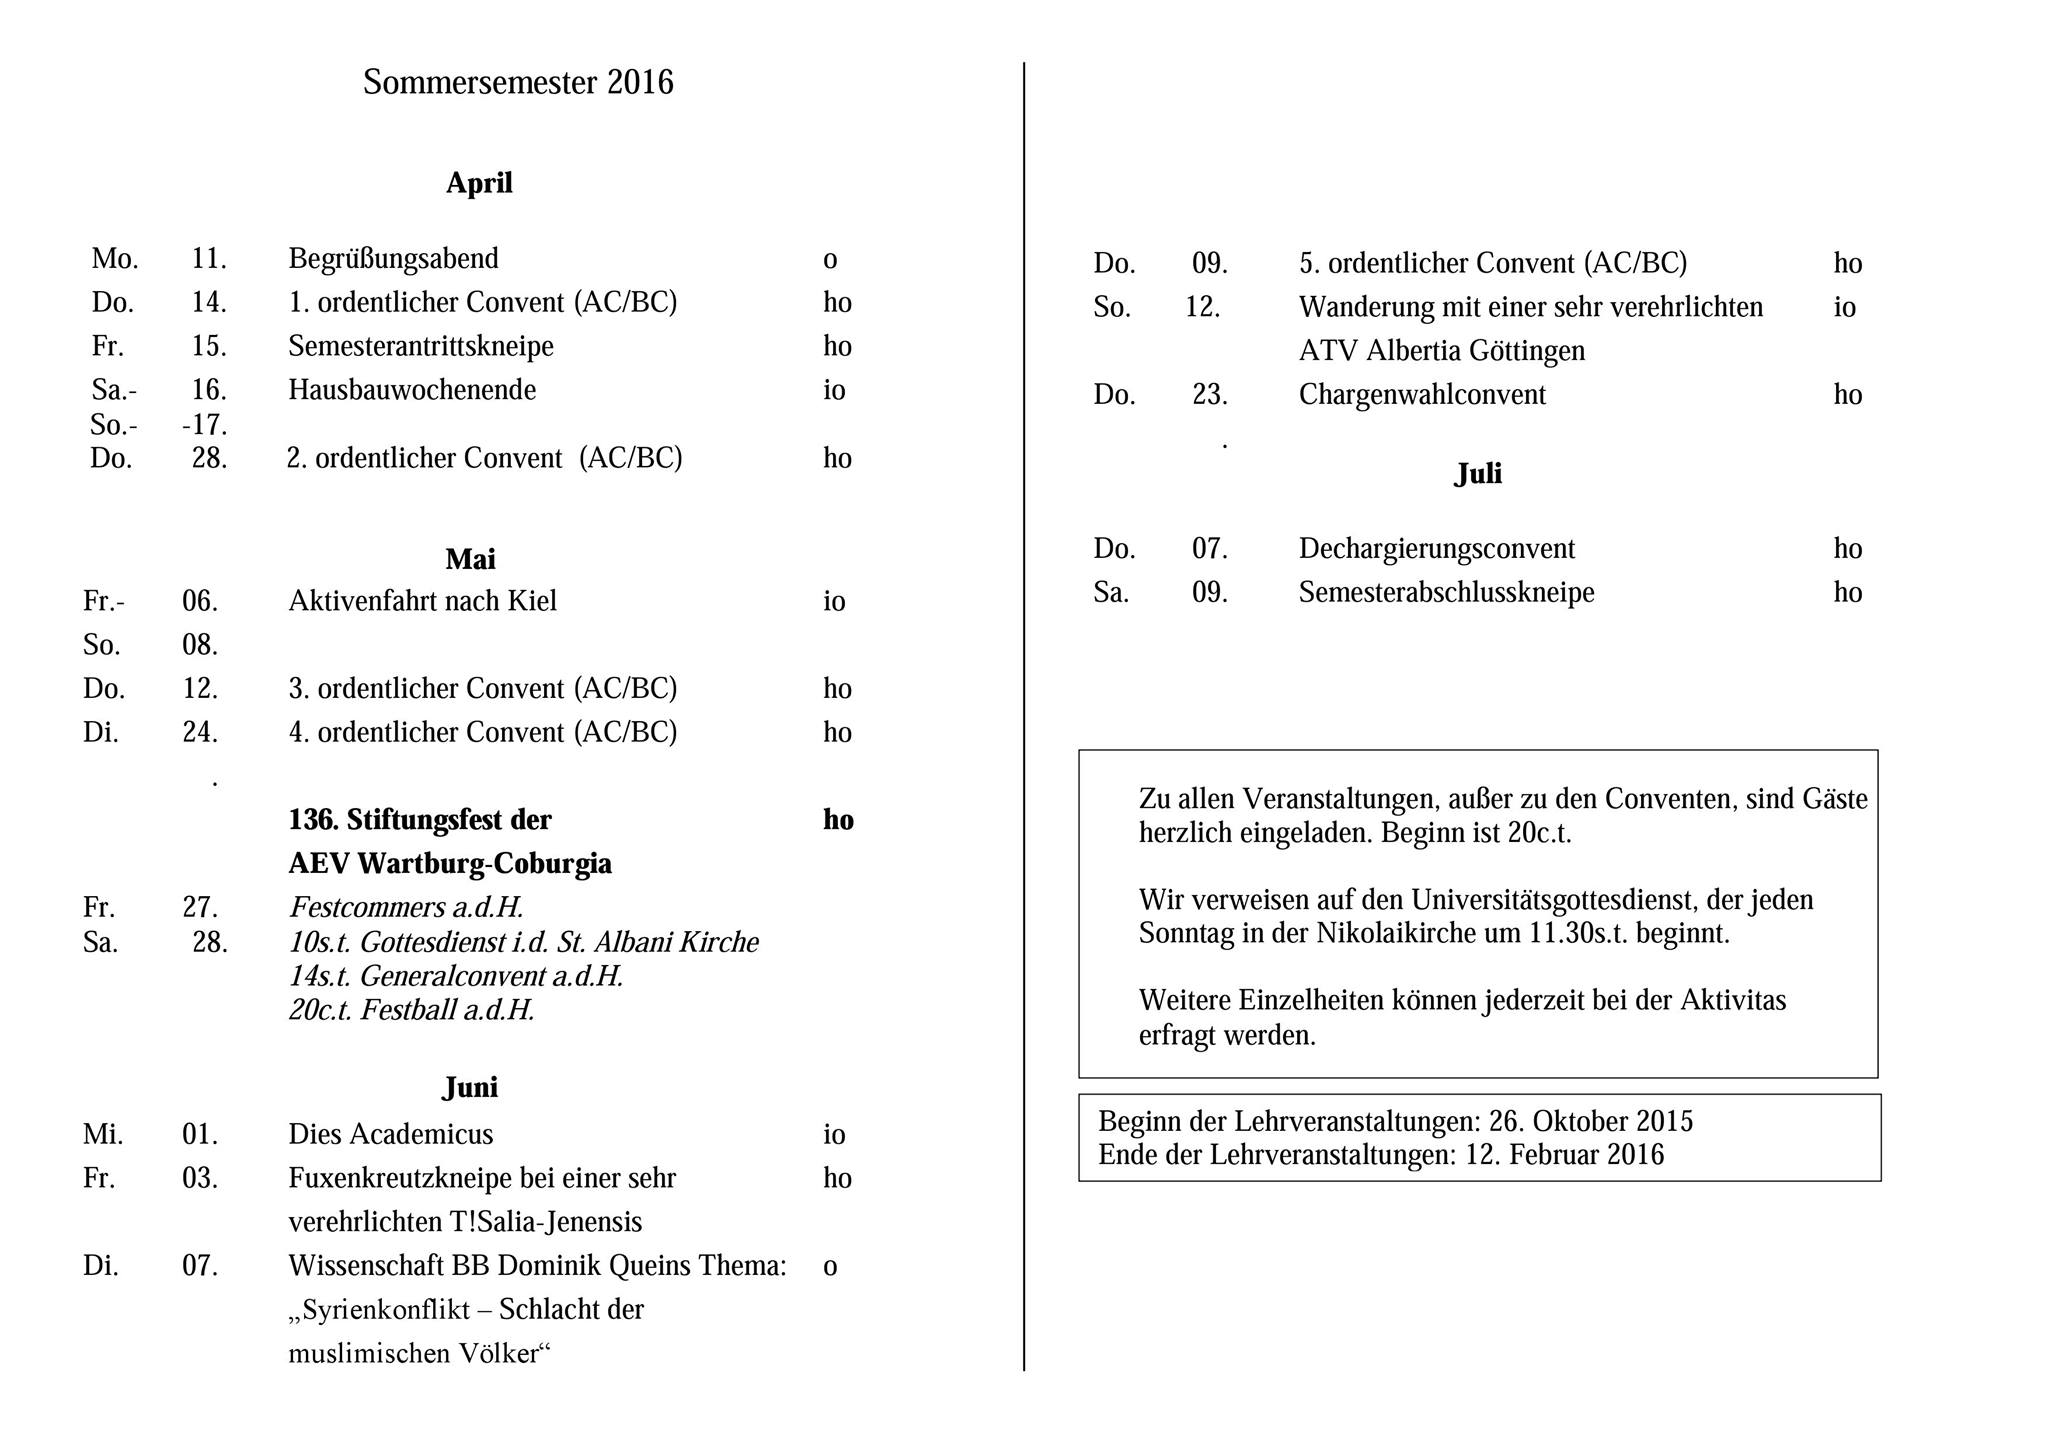 Sommersemester 2016
April
Mo. 11. Begrüßungsabend o
Do. 14. 1. ordentlicher Convent (AC/BC) ho
Fr. 15. Semesterantrittskneipe ho
Sa.- 16. Hausbauwochenende io
So.- -17.
Do. 28. 2. ordentlicher Convent (AC/BC) ho
Mai
Fr.- 06. Aktivenfahrt nach Kiel io
So. 08.
Do. 12. 3. ordentlicher Convent (AC/BC) ho
Di. 24. 4. ordentlicher Convent (AC/BC) ho
.
136. Stiftungsfest der ho
AEV Wartburg-Coburgia
Fr. 27. Festcommers a.d.H.
Sa. 28. 10s.t. Gottesdienst i.d. St. Albani Kirche
14s.t. Generalconvent a.d.H.
20c.t. Festball a.d.H.
Juni
Mi. 01. Dies Academicus io
Fr. 03. Fuxenkreutzkneipe bei einer sehr ho
verehrlichten T!Salia-Jenensis
Di. 07. Wissenschaft BB Dominik Queins Thema: o
„Syrienkonflikt – Schlacht der
muslimischen Völker“
Do. 09. 5. ordentlicher Convent (AC/BC) ho
So. 12. Wanderung mit einer sehr verehrlichten io
ATV Albertia Göttingen
Do. 23. Chargenwahlconvent ho
.
Juli
Do. 07. Dechargierungsconvent ho
Sa. 09. Semesterabschlusskneipe ho
Zu allen Veranstaltungen, außer zu den Conventen, sind Gäste
herzlich eingeladen. Beginn ist 20c.t.
Wir verweisen auf den Universitätsgottesdienst, der jeden
Sonntag in der Nikolaikirche um 11.30s.t. beginnt.
Weitere Einzelheiten können jederzeit bei der Aktivitas
erfragt werden.
Beginn der Lehrveranstaltungen: 26. Oktober 2015
Ende der Lehrveranstaltungen: 12. Februar 2016